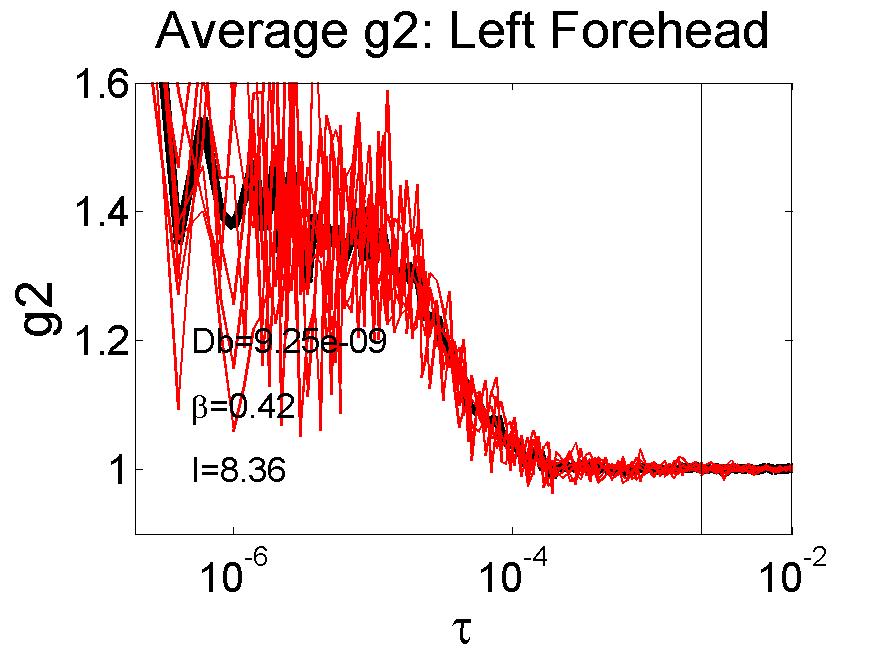 Average g2: Left Forehead
1.6
1.4
1.2
1
g2
Db=9.25e-09
β=0.42
I=8.36
10^-6
10^-4
10^-2
τ